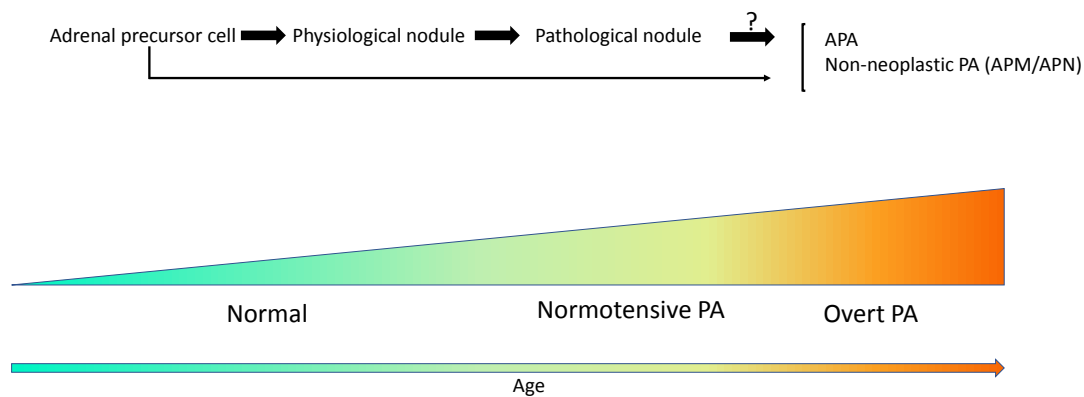 ?
Adrenal precursor cell Physiological nodule Pathological nodule APA
Non-neoplastic PA (APM/APN)
Normal Normotensive PA Overt PA
Age